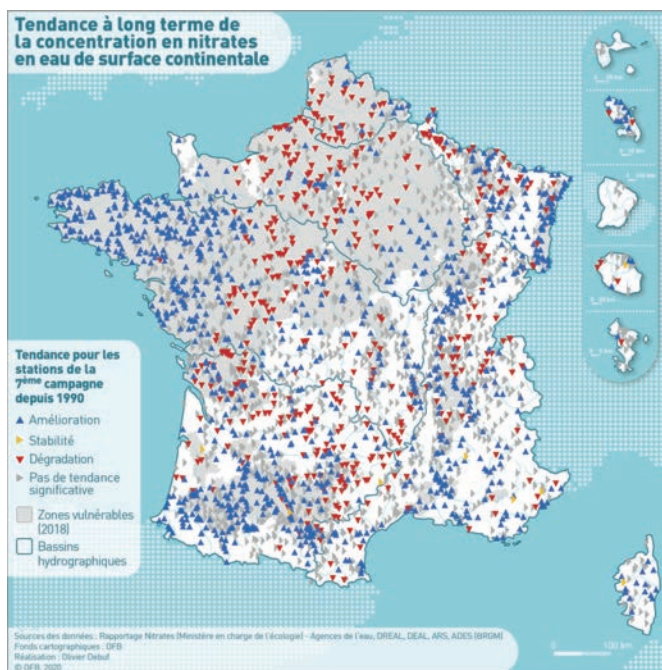 Tendance à long terme de
la concentration en nitrates
en eau de surface continentale
Tendance pour les
stations de la
7ème campagne
depuis 1990
Amélioration
Stabilité
Dégradation
Pas de tendance
significative
Zones vulnérables
(2018)
Bassins
hydrographiques
Sources des données : Rapportage Nitrates (Ministère en charge de l'écologie) - Agences de l'eau, DREAL, DEAL, ARS, ADES (BRGM)
Fonds cartographiques : OFB
Réalisation : Olivier Debuf
© OFB, 2020
0 100 km